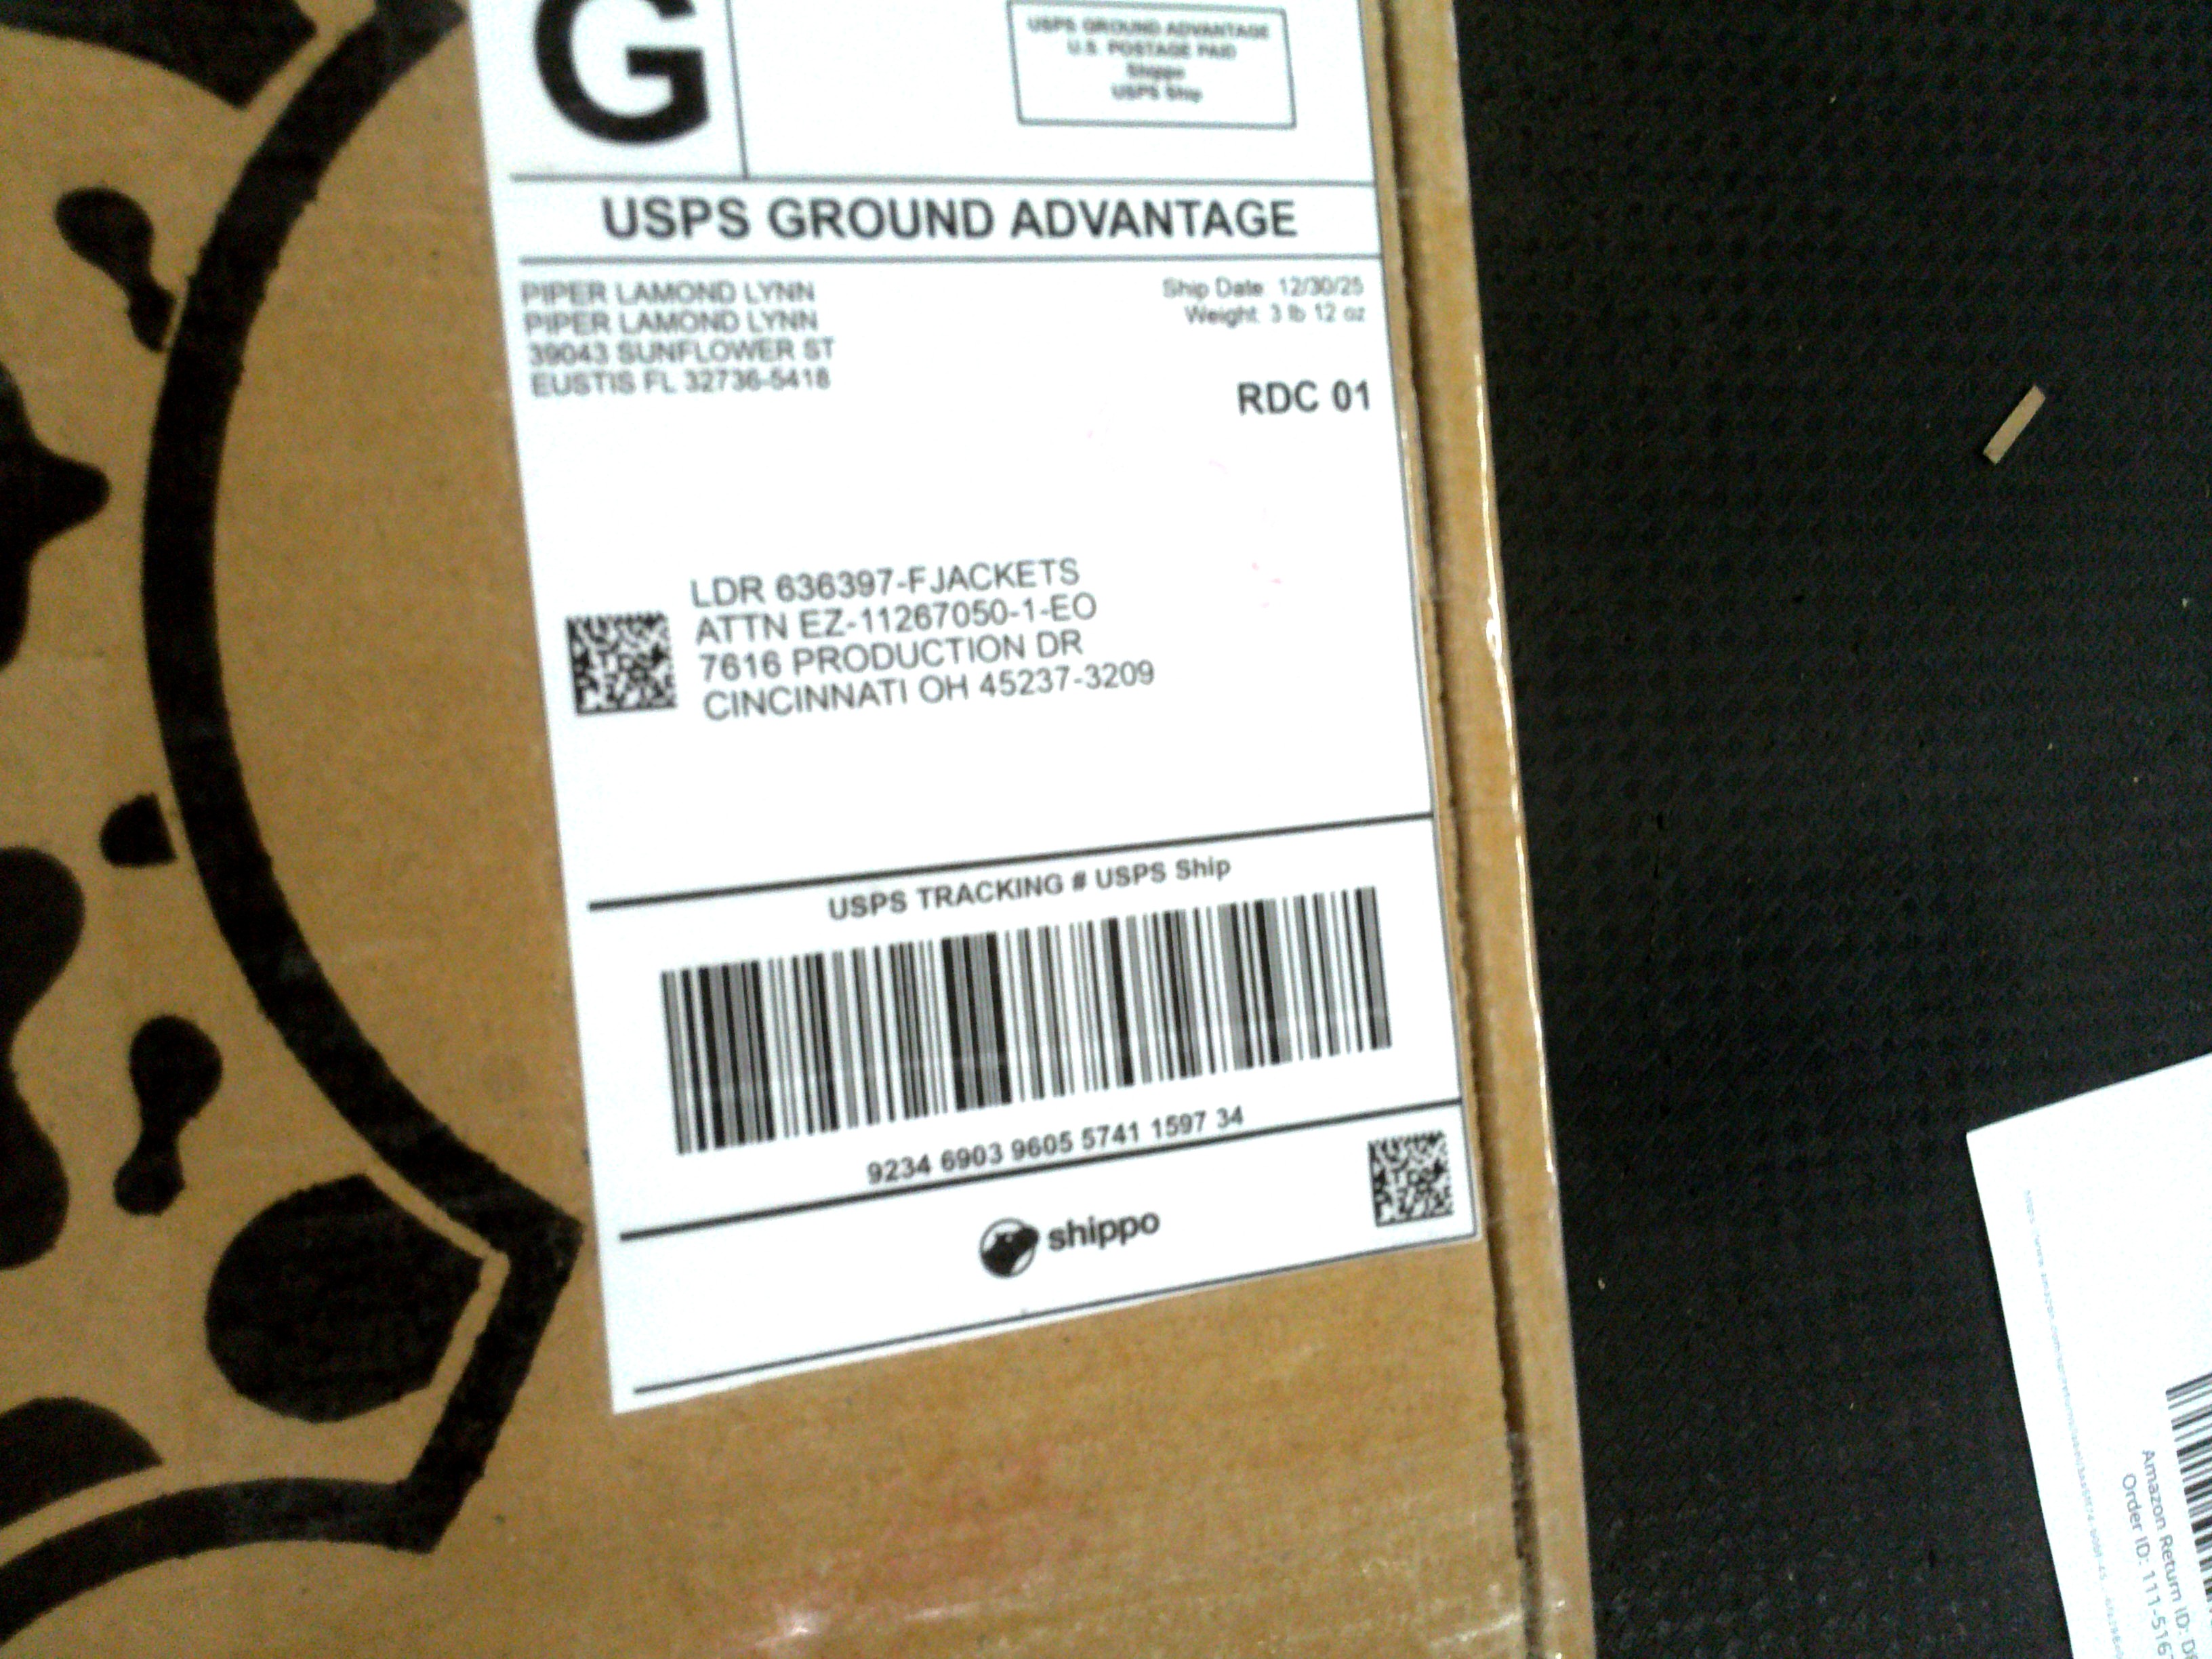 G
USPS GROUND ADVANTAGE
U.S. POSTAGE PAID
Shippo
USPS Ship
USPS GROUND ADVANTAGE
PIPER LAMOND LYNN
PIPER LAMOND LYNN
39043 SUNFLOWER ST
EUSTIS FL 32736-5418
Ship Date: 12/30/25
Weight: 3 lb 12 oz
RDC 01
LDR 636397-FJACKETS
ATTN EZ-11267050-1-EO
7616 PRODUCTION DR
CINCINNATI OH 45237-3209
USPS TRACKING # USPS Ship
9234 6903 9605 5741 1597 34
shippo
Amazon Return ID:
Order ID: 111-516